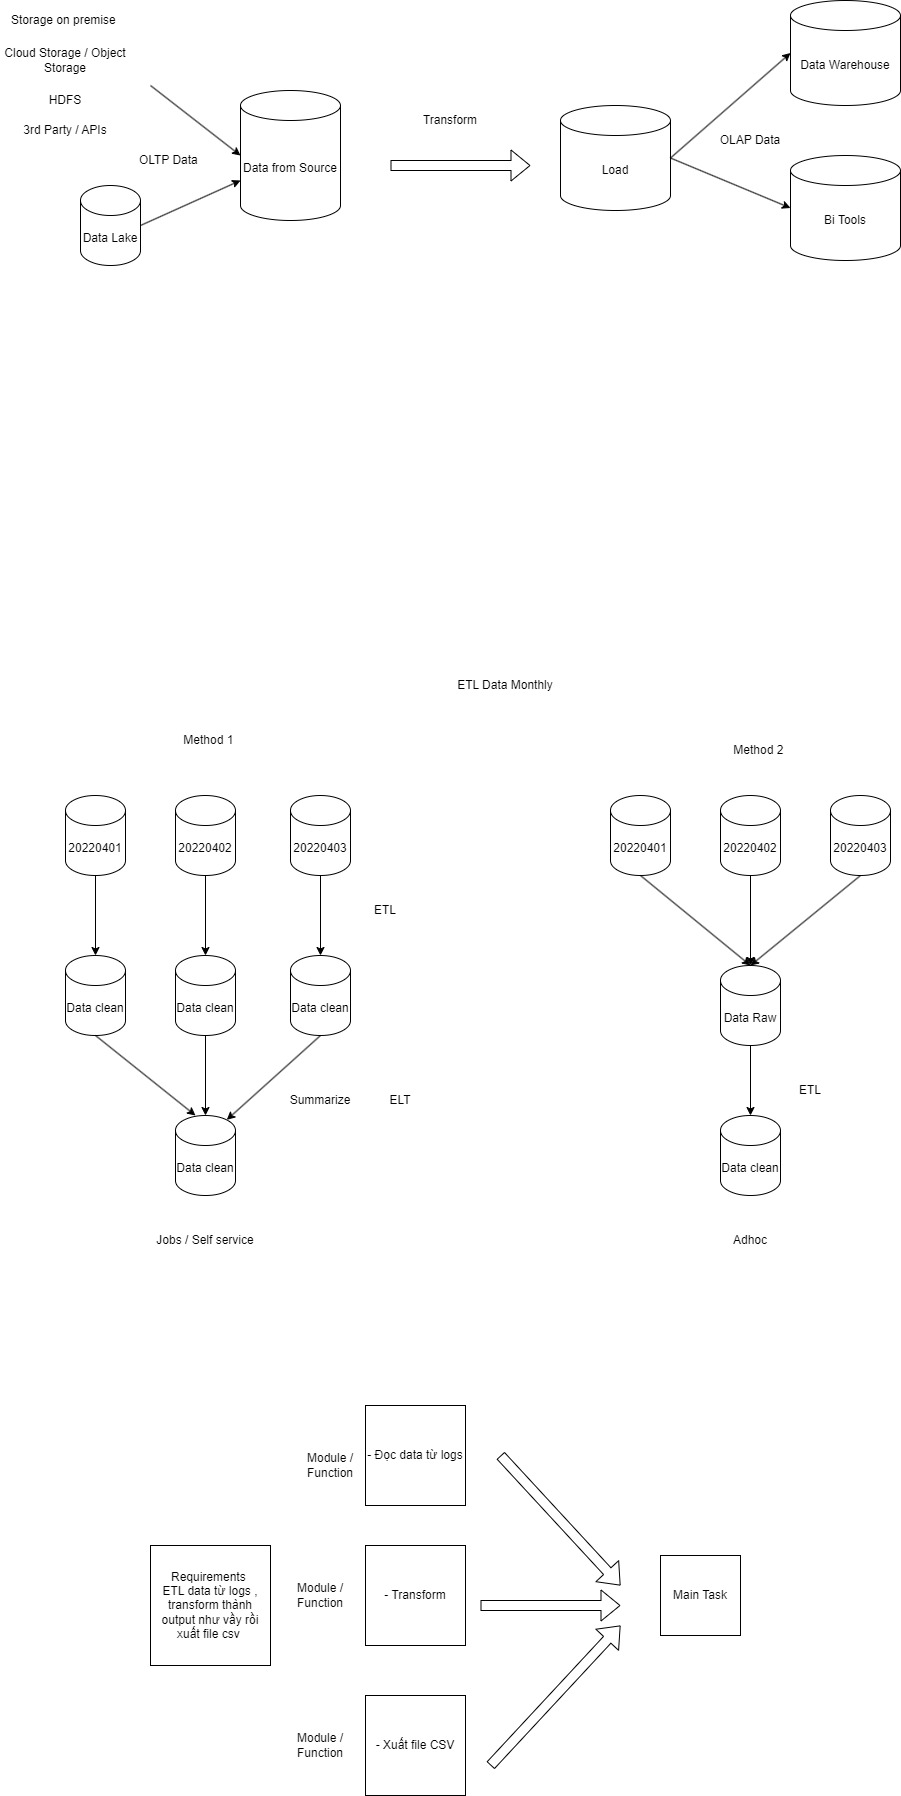 Storage on premise
Cloud Storage / Object
Storage
HDFS
3rd Party / APIs
OLTP Data
Data Lake
Data from Source
Transform
Load
OLAP Data
Data Warehouse
Bi Tools
ETL Data Monthly
Method 1
20220401
20220402
20220403
ETL
Data clean
Data clean
Data clean
Summarize
ELT
Data clean
Jobs / Self service
Method 2
20220401
20220402
20220403
Data Raw
ETL
Data clean
Adhoc
Requirements
ETL data từ logs ,
transform thành
output như vầy rồi
xuất file csv
Module /
Function
- Đọc data từ logs
Module /
Function
- Transform
Module /
Function
- Xuất file CSV
Main Task